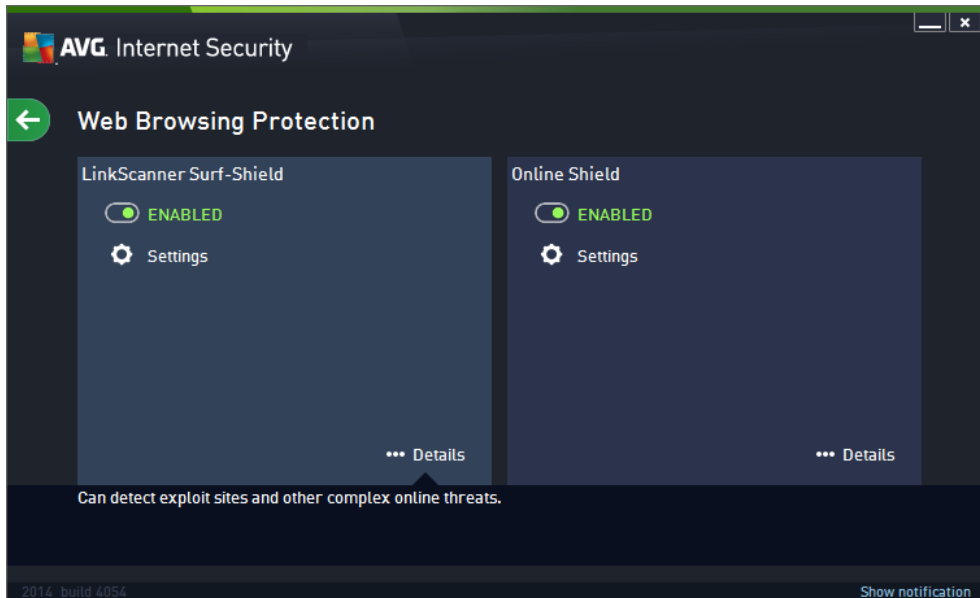 AVG. Internet Security
Web Browsing Protection
LinkScanner Surf-Shield
ENABLED
Settings
Details
Online Shield
ENABLED
Settings
Details
Can detect exploit sites and other complex online threats.
2014 build 4054
Show notification